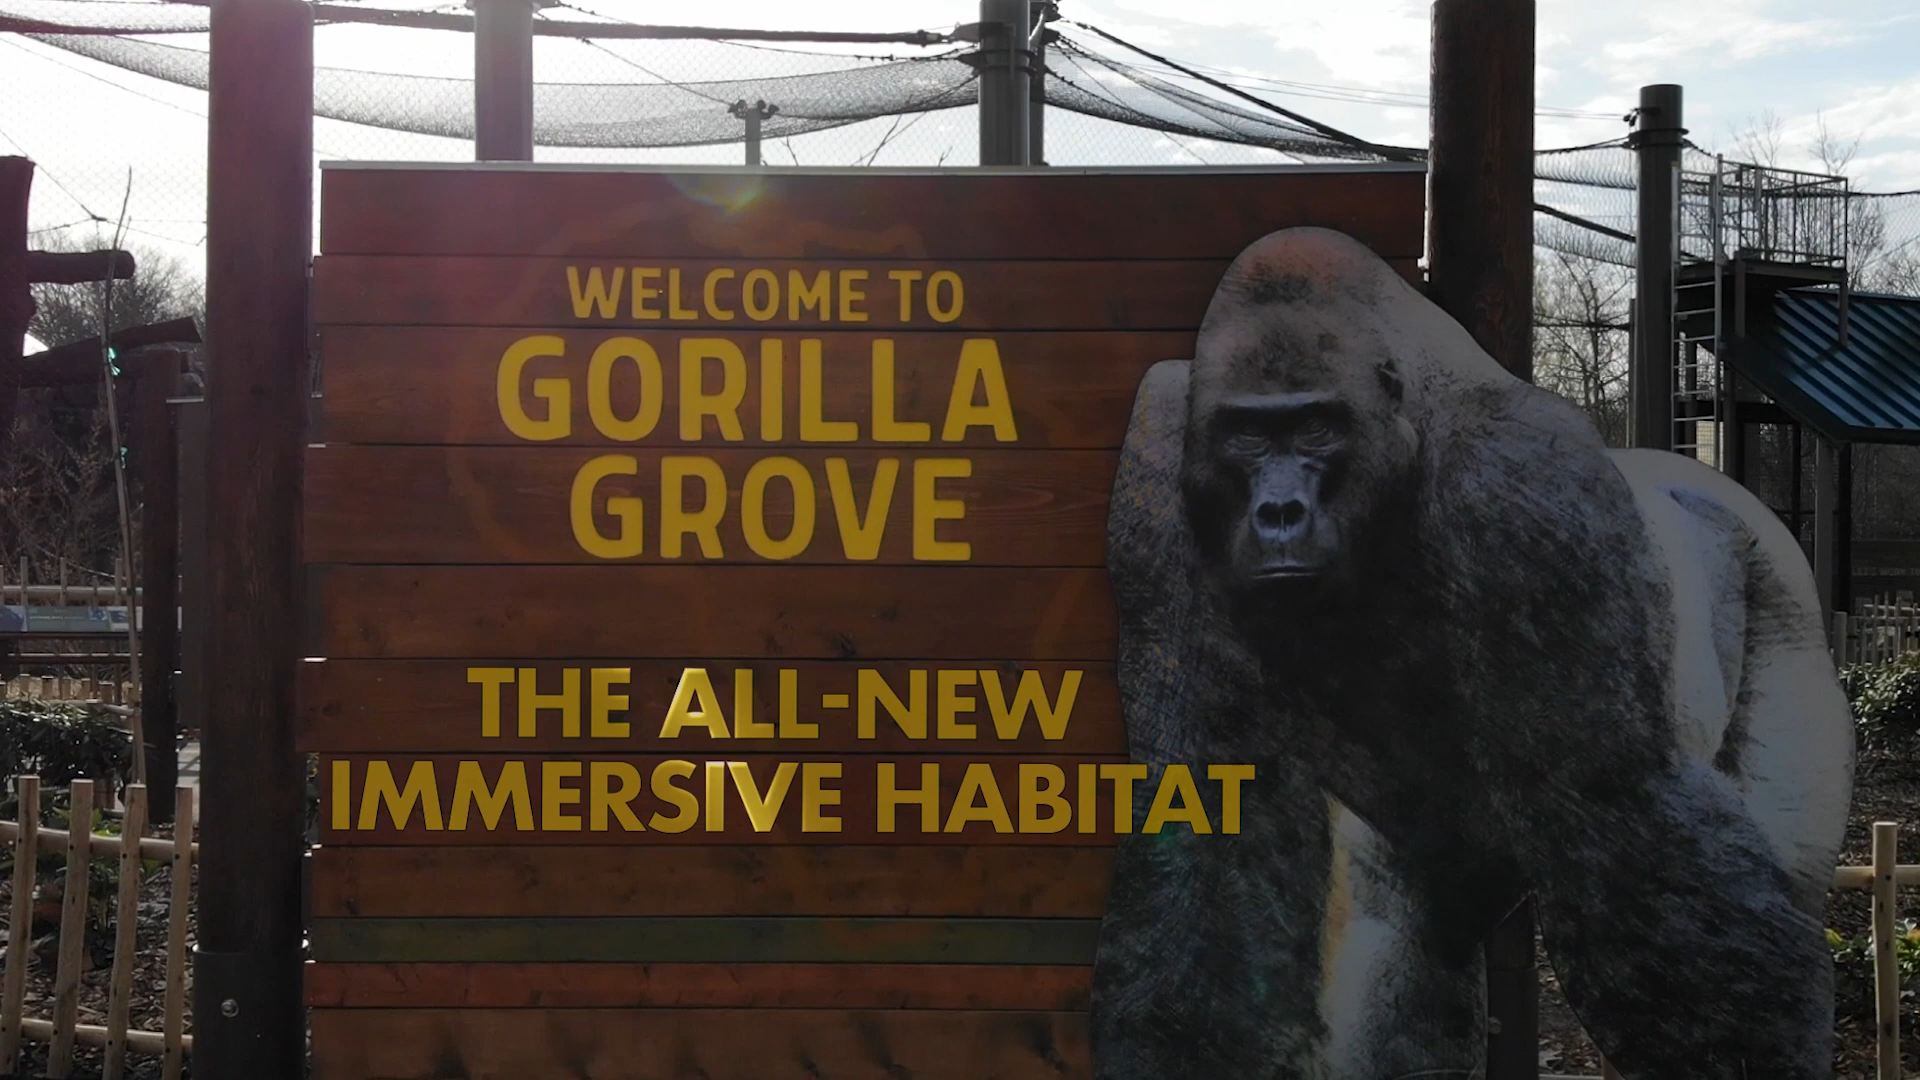 WELCOME TO
GORILLA
GROVE
THE ALL-NEW
IMMERSIVE HABITAT